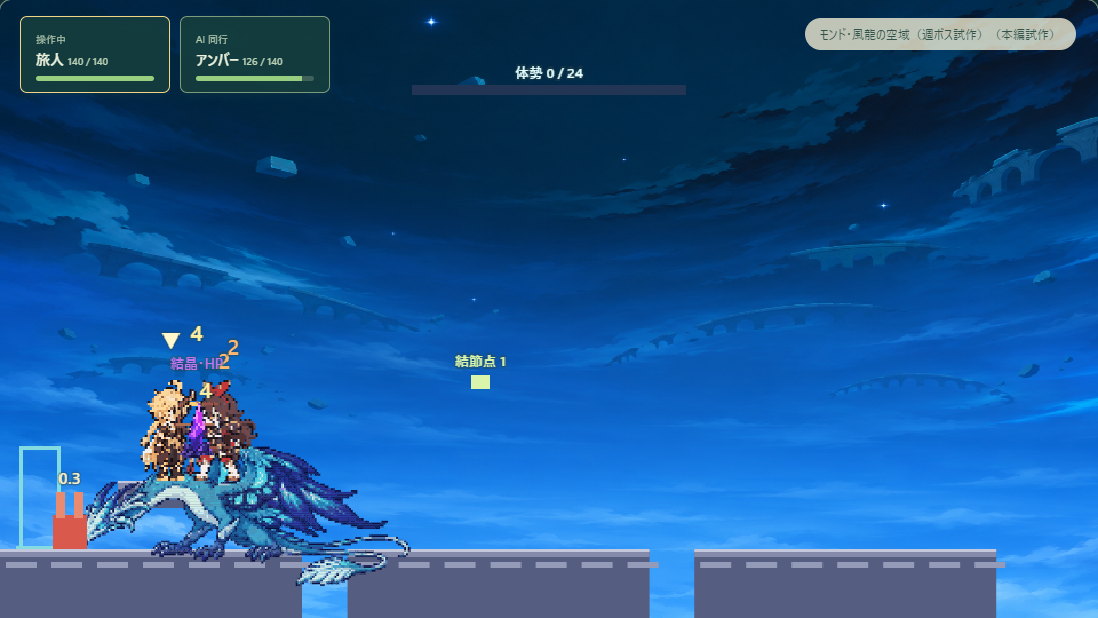 操作中
旅人 140 / 140
AI 同行
アンバー 126 / 140
モンド・風龍の空域（週ボス試作）（本編試作）
体勢 0 / 24
4
2
結晶・HP
2
4
結節点 1
0.3